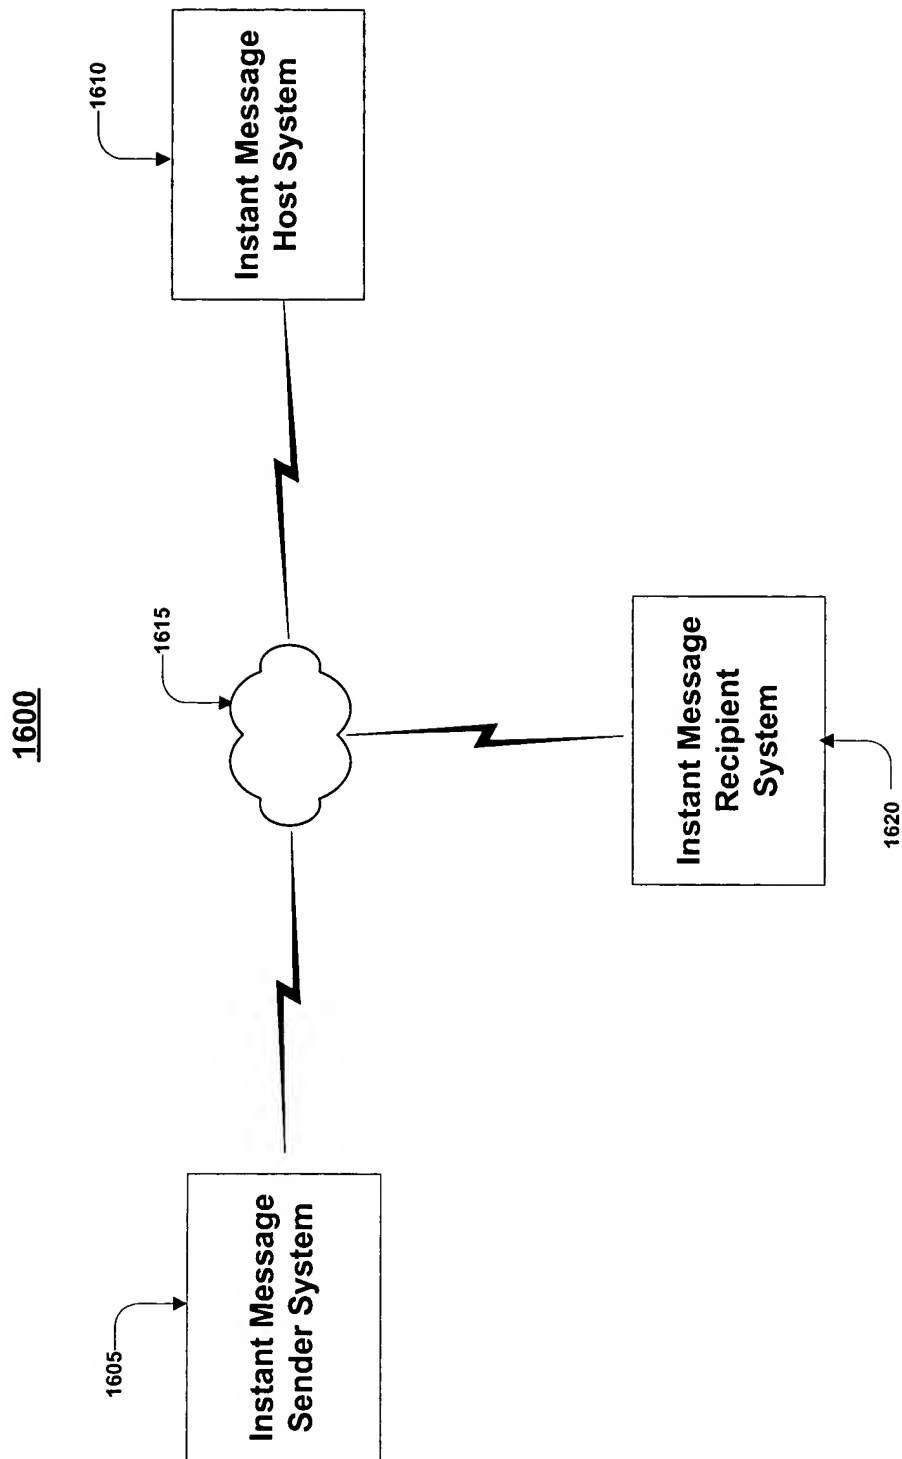 1600
1605
Instant Message
Sender System
1615
1610
Instant Message
Host System
Instant Message
Recipient
System
1620